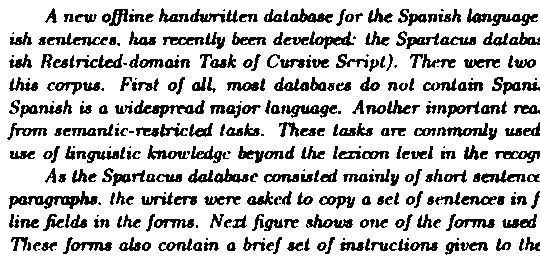 A new offline handwritten database for the Spanish language
ish sentences, has recently been developed: the Spartacus databas
ish Restricted-domain Task of Cursive Script). There were two
this corpus. First of all, most databases do not contain Spani
Spanish is a widespread major language. Another important rea
from semantic-restricted tasks. These tasks are commonly used
use of linguistic knowledge beyond the lexicon level in the recogn
As the Spartacus database consisted mainly of short sentence
paragraphs, the writers were asked to copy a set of sentences in f
line fields in the forms. Next figure shows one of the forms used
These forms also contain a brief set of instructions given to the